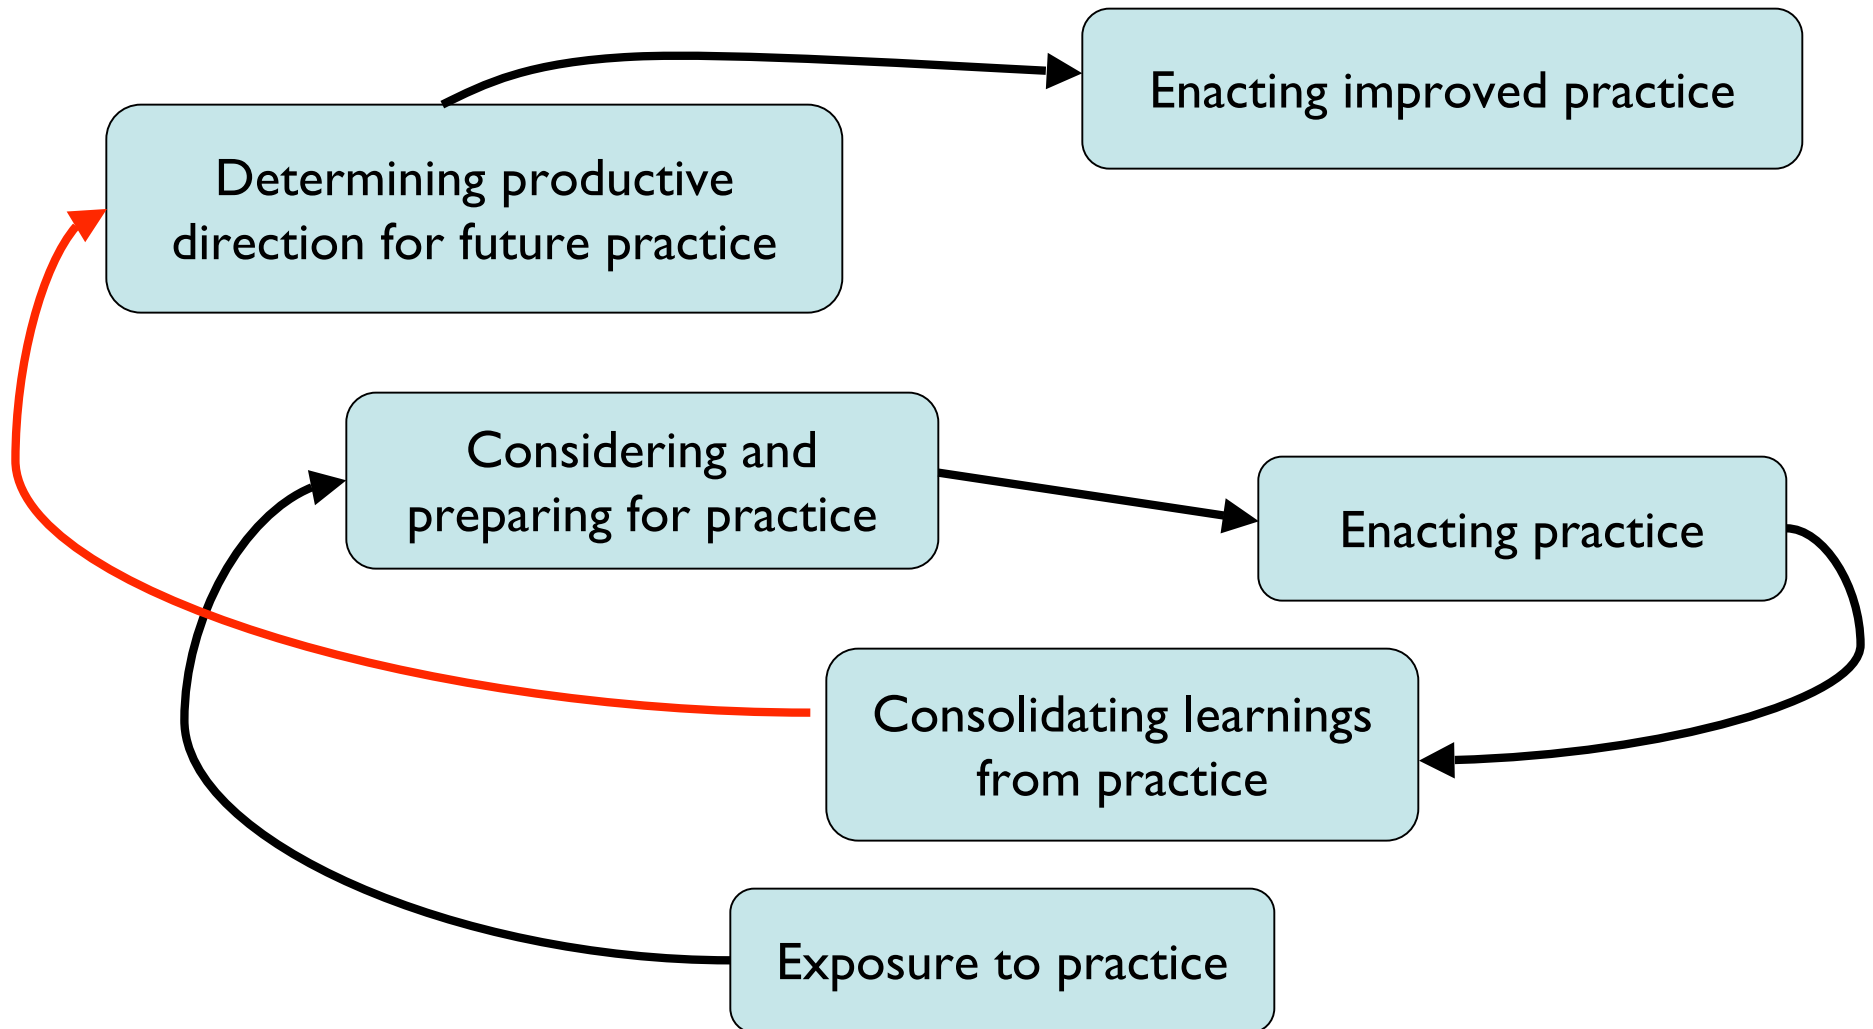 Enacting improved practice
Determining productive
direction for future practice
Considering and
preparing for practice
Enacting practice
Consolidating learnings
from practice
Exposure to practice